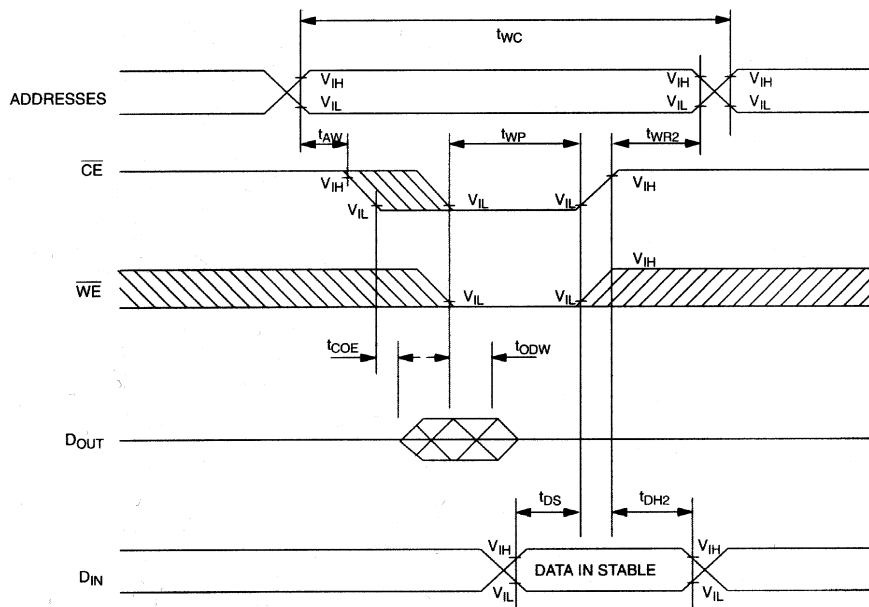 tWC
ADDRESSES
VIH
VIL
VIH
VIL
VIH
VIL
tAW
tWP
tWR2
CE
VIH
VIL
VIL
VIL
VIH
WE
VIL
VIL
VIH
tCOE
tODW
DOUT
tDS
tDH2
DIN
VIH
VIL
DATA IN STABLE
VIH
VIL